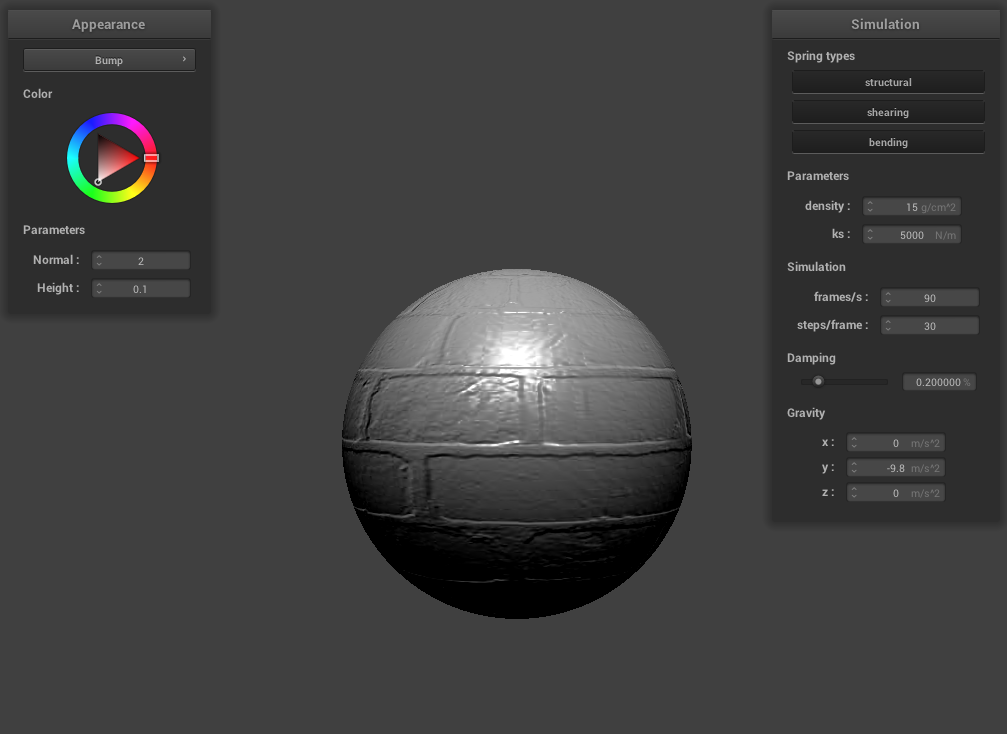 Appearance
Bump
Color
Parameters
Normal : 2
Height : 0.1
Simulation
Spring types
structural
shearing
bending
Parameters
density : 15 g/cm^2
ks : 5000 N/m
Simulation
frames/s : 90
steps/frame : 30
Damping
0.200000 %
Gravity
x : 0 m/s^2
y : -9.8 m/s^2
z : 0 m/s^2